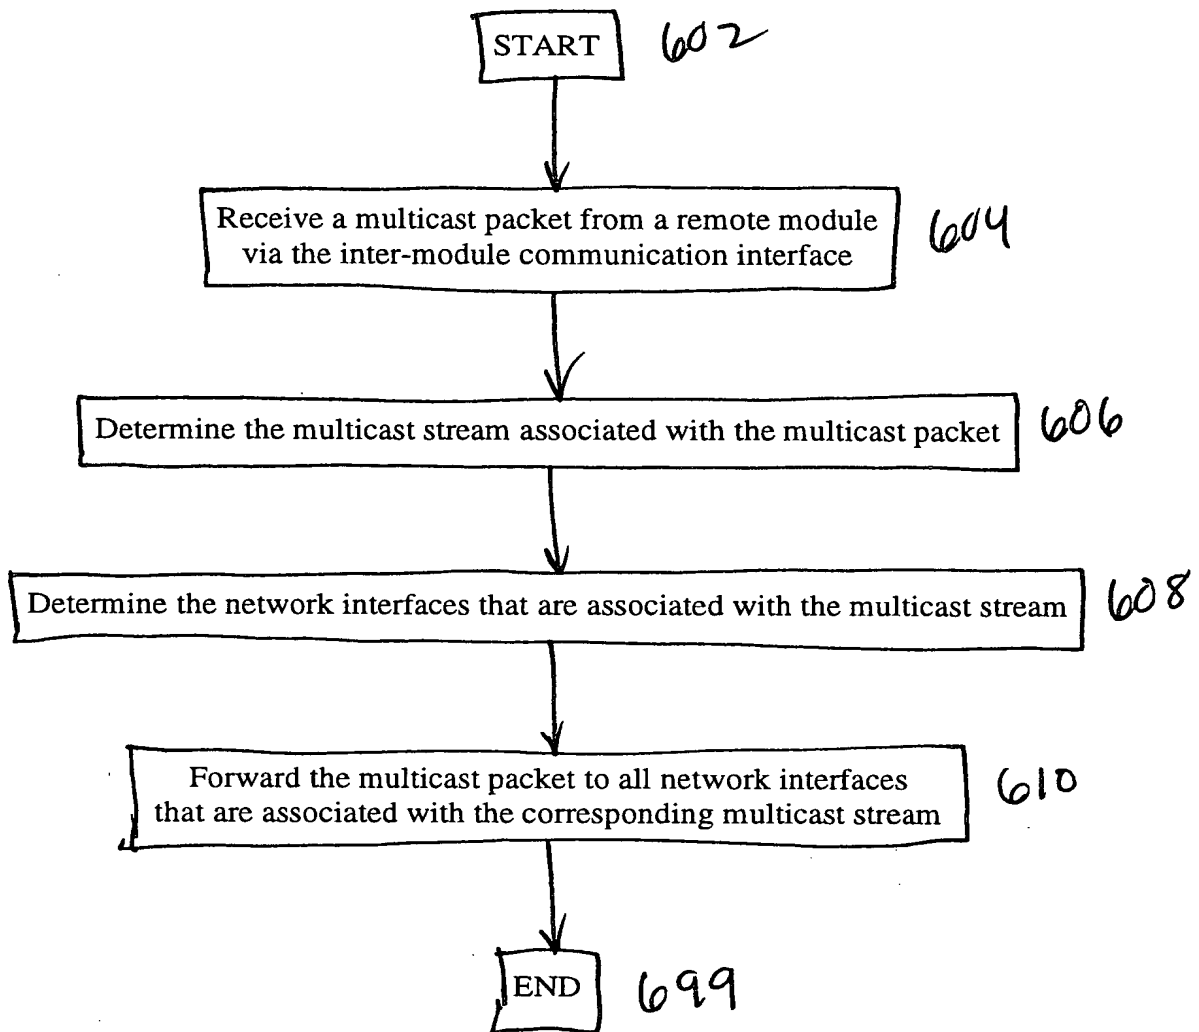 START 602
Receive a multicast packet from a remote module
via the inter-module communication interface 604
Determine the multicast stream associated with the multicast packet 606
Determine the network interfaces that are associated with the multicast stream 608
Forward the multicast packet to all network interfaces
that are associated with the corresponding multicast stream 610
END 699